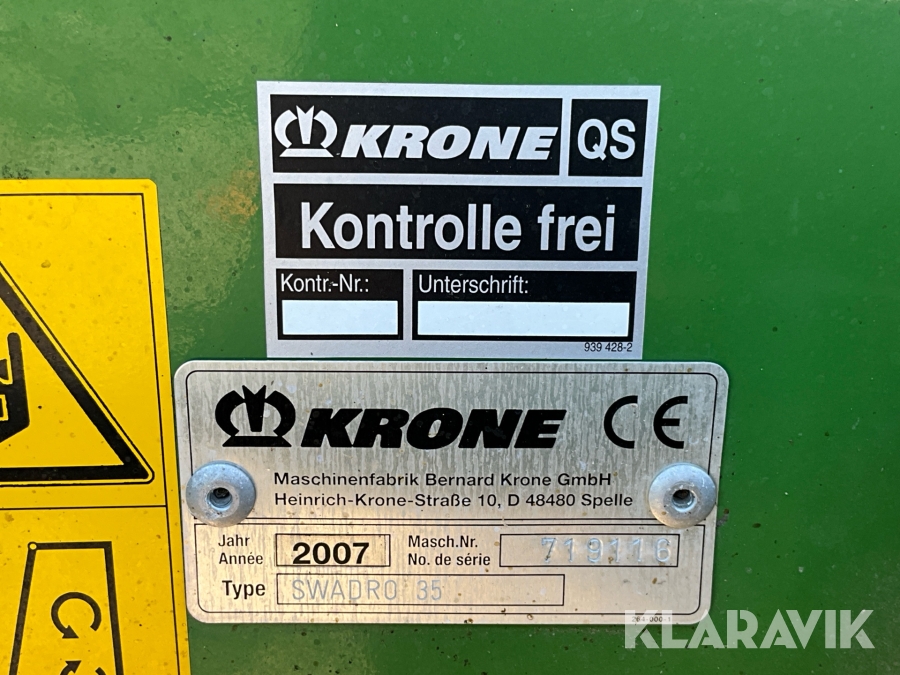 KRONE QS
Kontrolle frei
Kontr.-Nr.: Unterschrift:
939 428-2
KRONE CE
Maschinenfabrik Bernard Krone GmbH
Heinrich-Krone-Straße 10, D 48480 Spelle
Jahr
Année
2007
Masch.Nr.
No. de série
719116
Type SWADRO 35
KLARAVIK